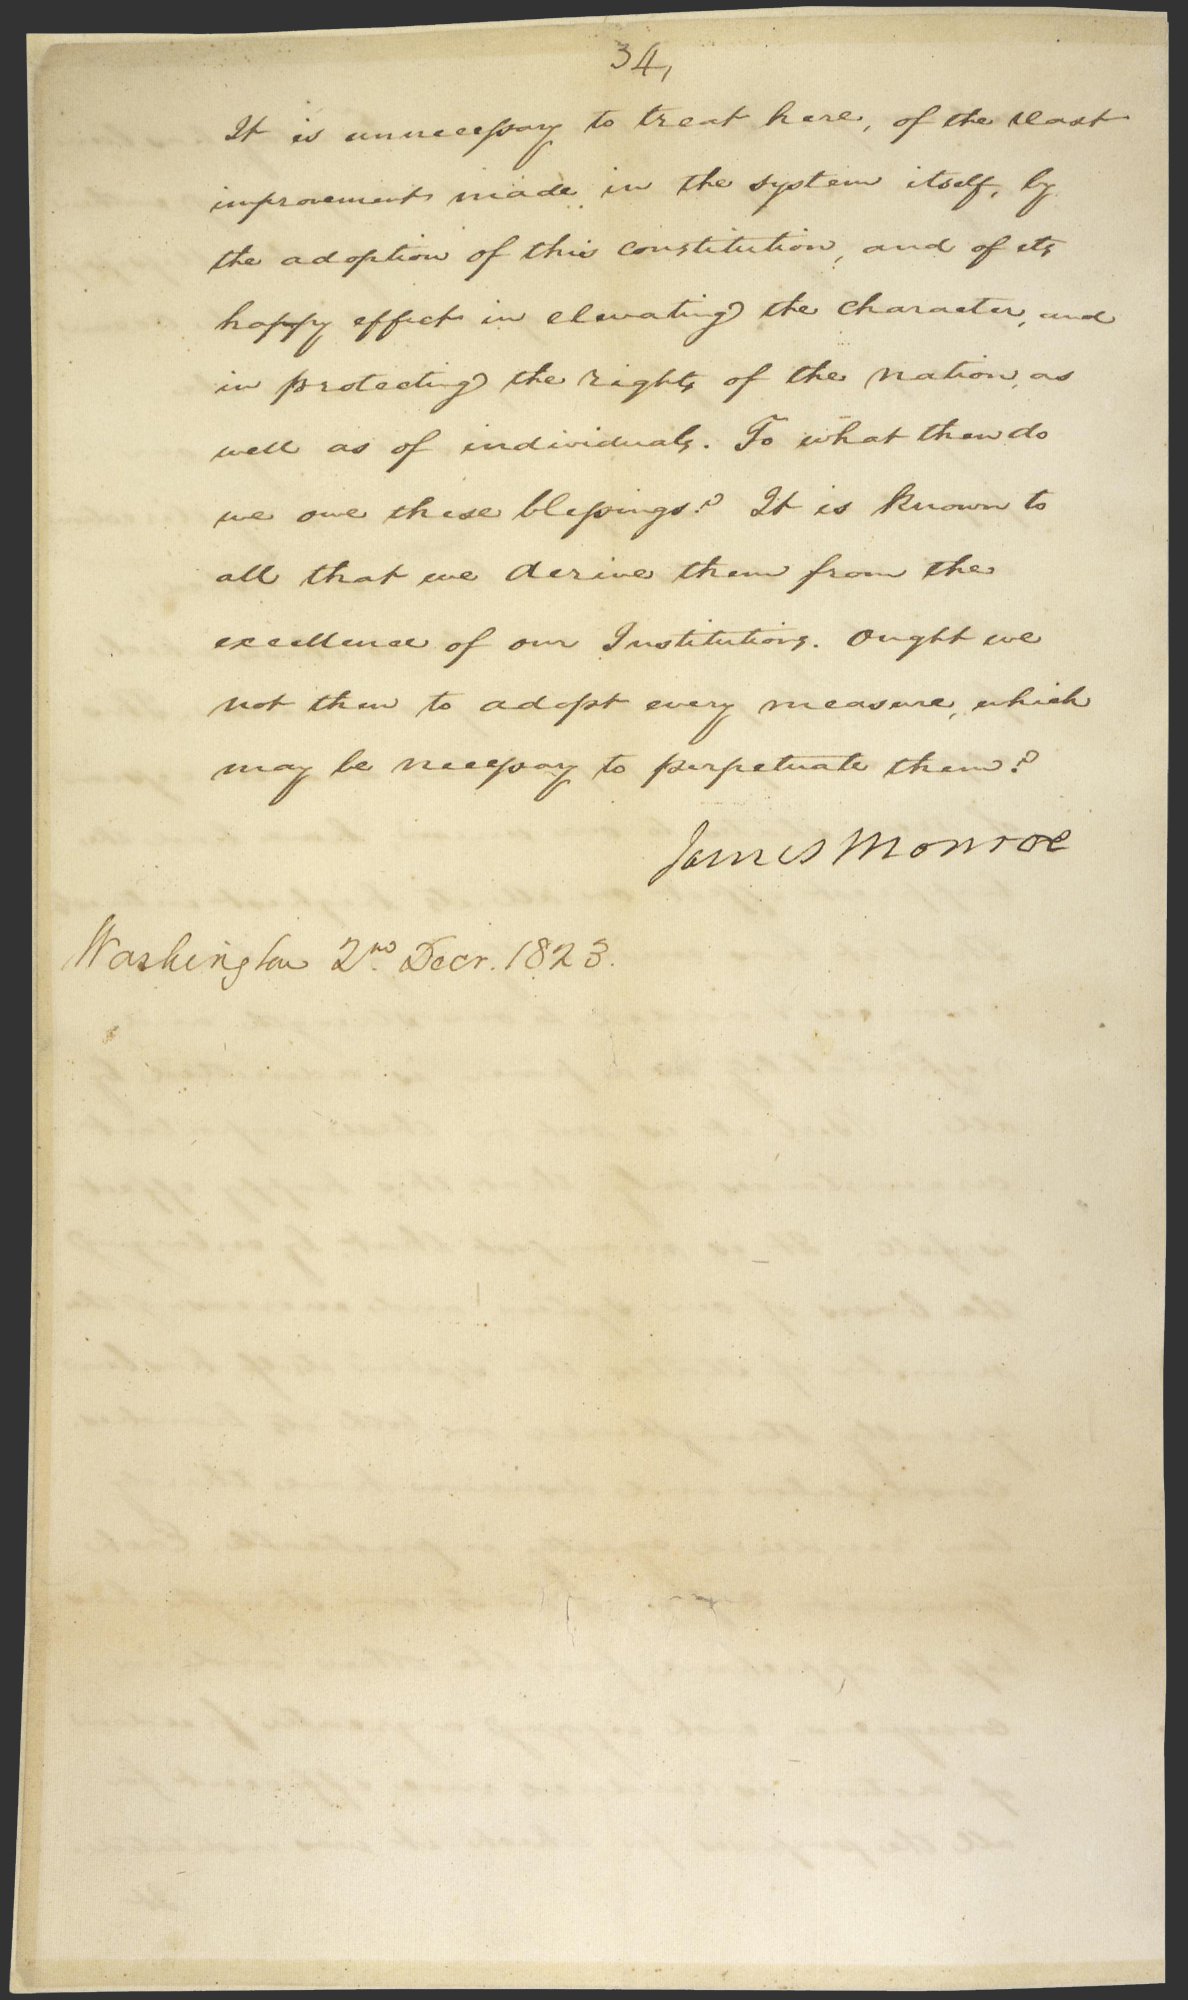 34,
It is unnecessary to treat here, of the vast
improvement made in the system itself, by
the adoption of this constitution, and of its
happy effect in elevating the character, and
in protecting the rights of the nation, as
well as of individuals. To what then do
we owe these blessings? It is known to
all that we derive them from the
excellence of our Institutions. Ought we
not then to adopt every measure, which
may be necessary to perpetuate them?
James Monroe
Washington 2nd Decr. 1823.